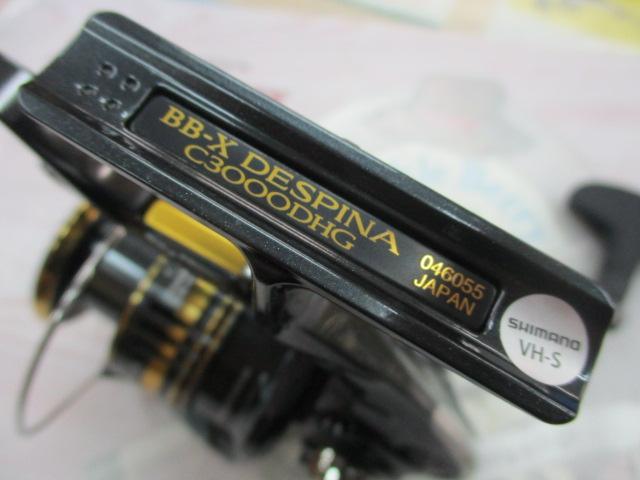 BB-X DESPINA
C3000DHG
046055
JAPAN
SHIMANO
VH-S